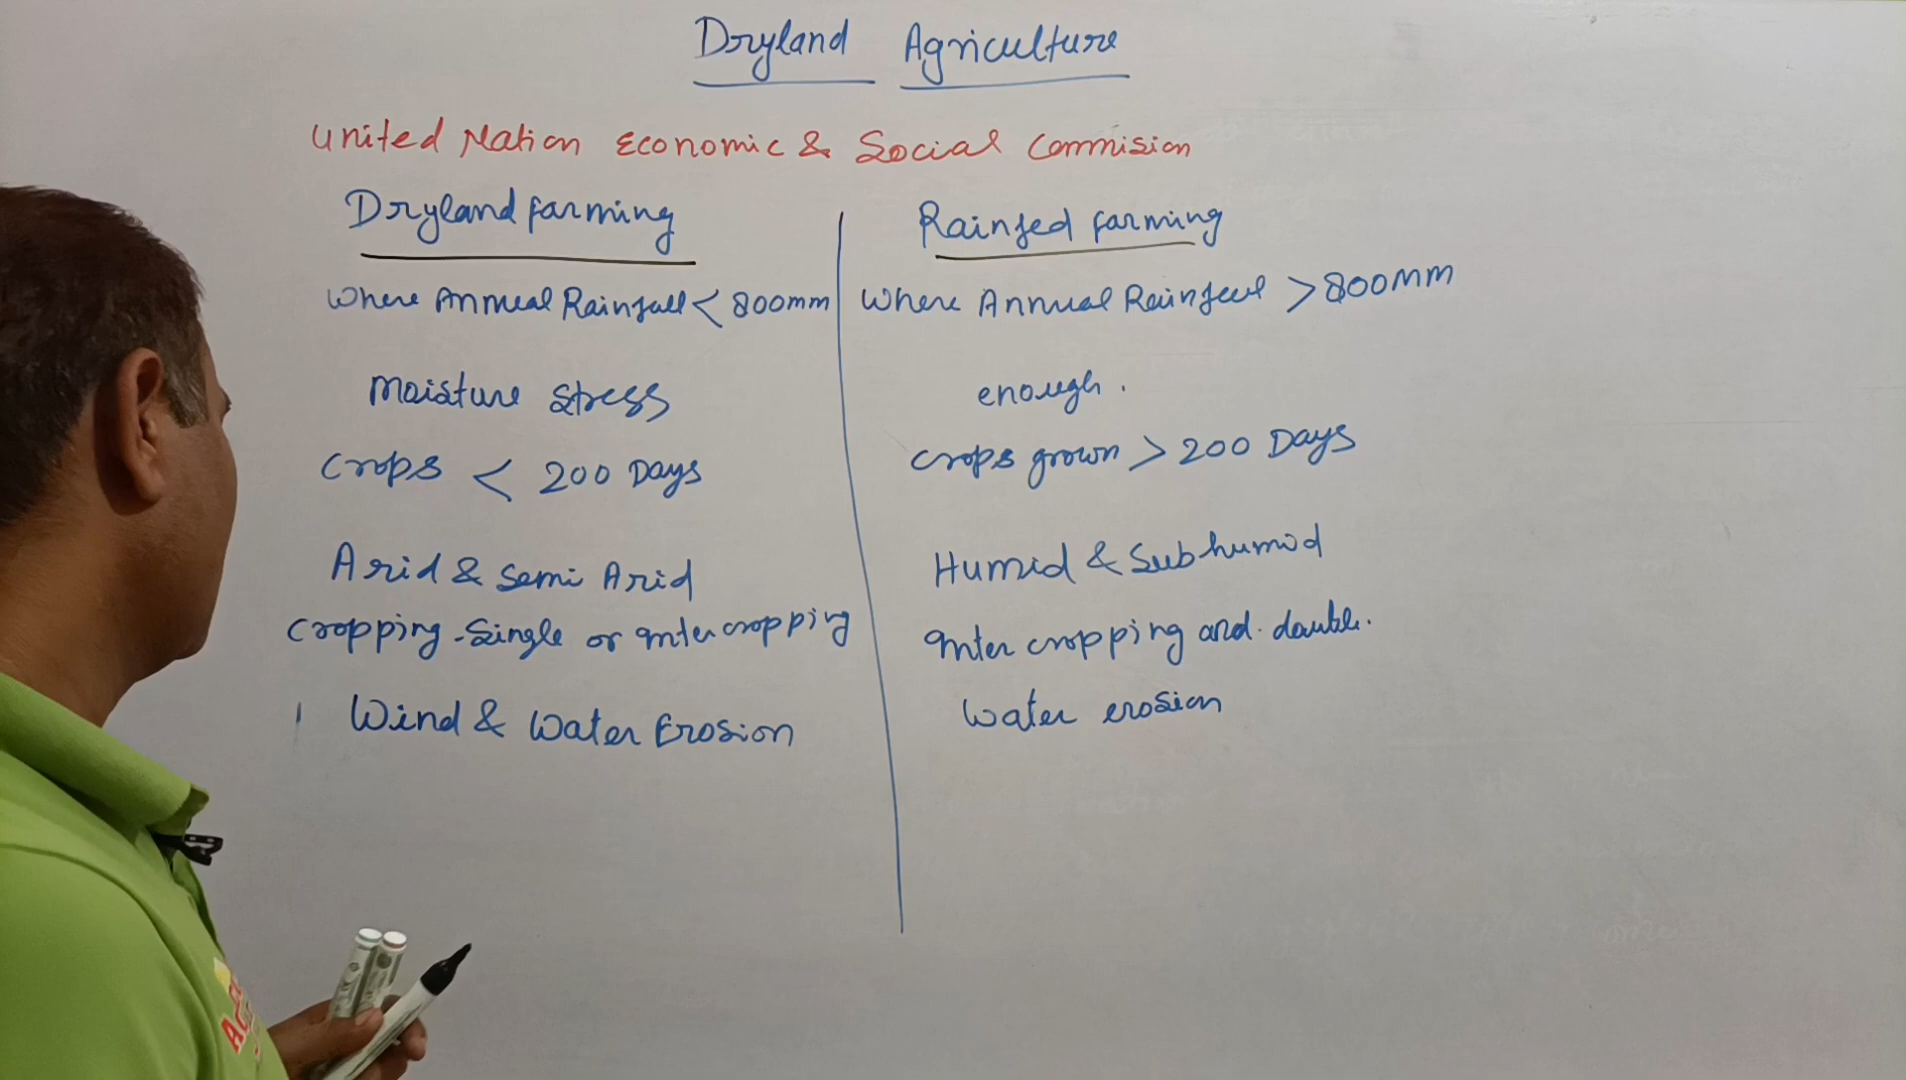 Dryland Agriculture
United Nation Economic & Social Commision
Dryland farming
Where Annual Rainfall < 800mm
Moisture Stress
Crops < 200 Days
Arid & Semi Arid
Cropping - Single or Inter cropping
Wind & Water Erosion
Rainfed farming
Where Annual Rainfall > 800MM
enough.
Crops grown > 200 Days
Humid & Subhumid
Inter cropping and double.
Water erosion